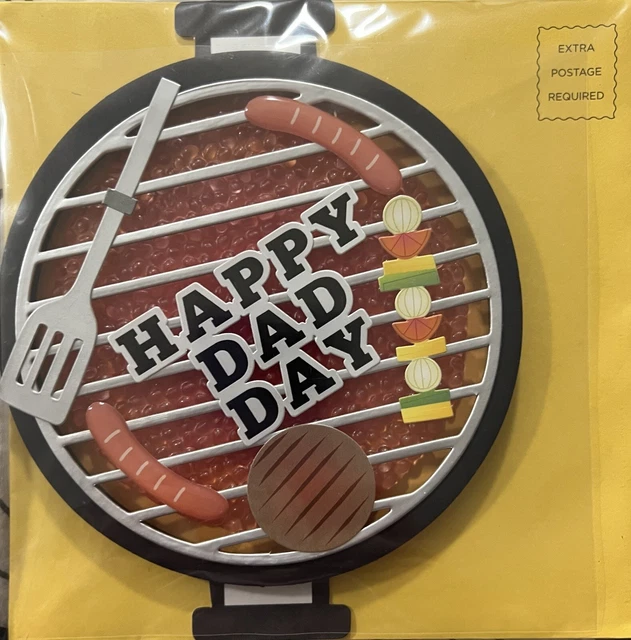 EXTRA
POSTAGE
REQUIRED
HAPPY
DAD
DAY